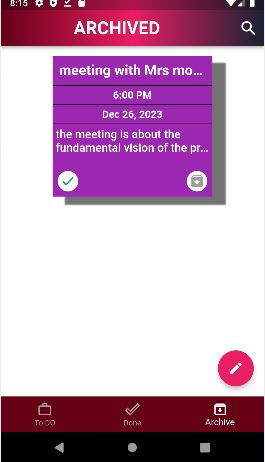 8:15
ARCHIVED
meeting with Mrs mo...
6:00 PM
Dec 26, 2023
the meeting is about the
fundamental vision of the pr...
To DO
Done
Archive